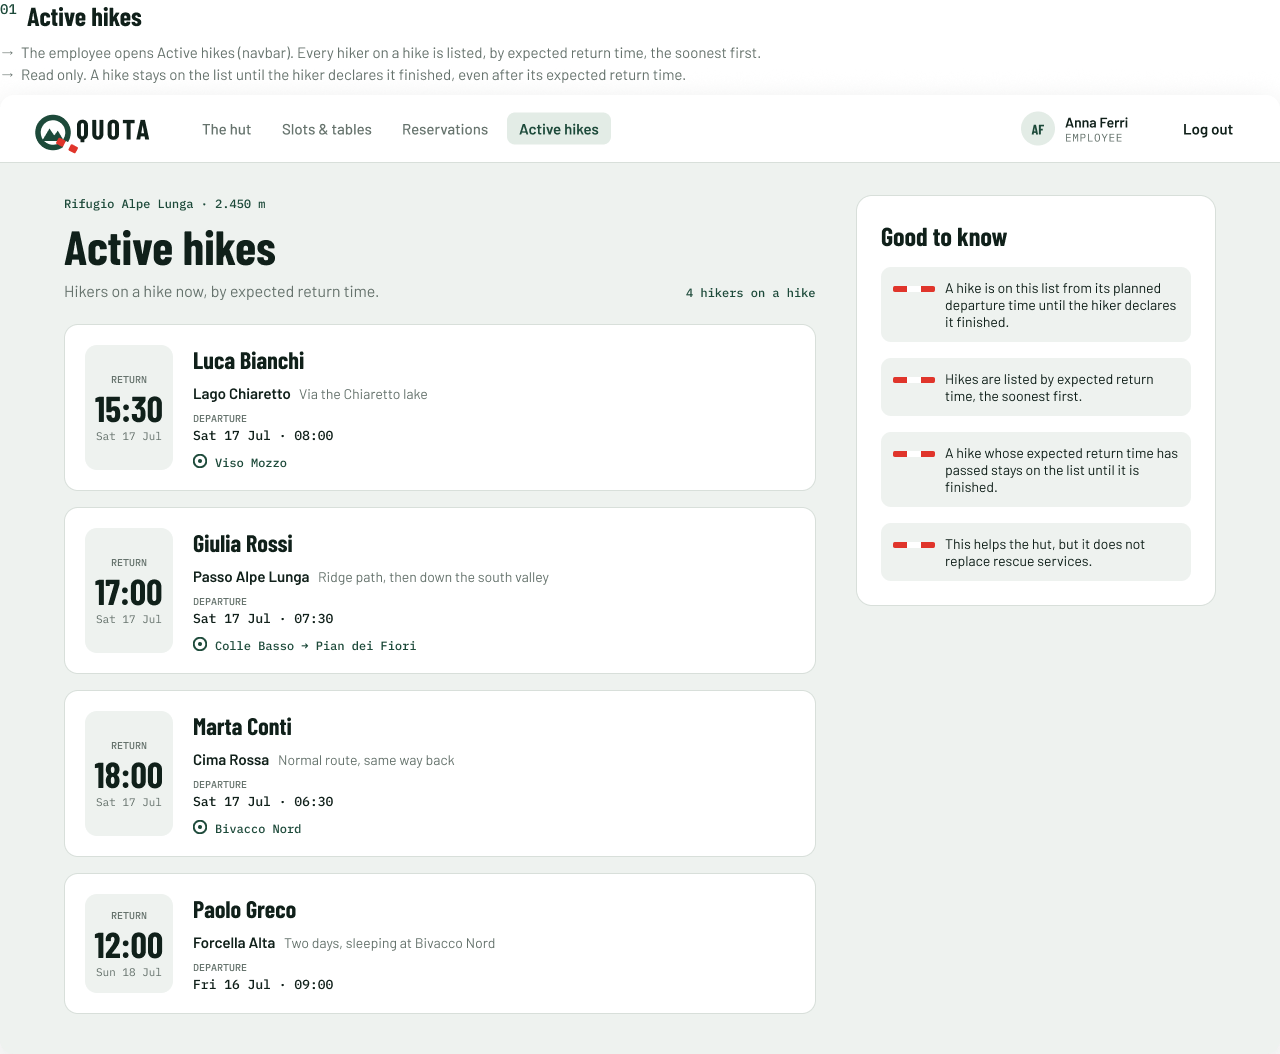 01 Active hikes
→ The employee opens Active hikes (navbar). Every hiker on a hike is listed, by expected return time, the soonest first.
→ Read only. A hike stays on the list until the hiker declares it finished, even after its expected return time.
QUOTA
The hut
Slots & tables
Reservations
Active hikes
AF
Anna Ferri
EMPLOYEE
Log out
Rifugio Alpe Lunga · 2.450 m
Active hikes
Hikers on a hike now, by expected return time.
4 hikers on a hike
RETURN
15:30
Sat 17 Jul
Luca Bianchi
Lago Chiaretto Via the Chiaretto lake
DEPARTURE
Sat 17 Jul · 08:00
Viso Mozzo
RETURN
17:00
Sat 17 Jul
Giulia Rossi
Passo Alpe Lunga Ridge path, then down the south valley
DEPARTURE
Sat 17 Jul · 07:30
Colle Basso → Pian dei Fiori
RETURN
18:00
Sat 17 Jul
Marta Conti
Cima Rossa Normal route, same way back
DEPARTURE
Sat 17 Jul · 06:30
Bivacco Nord
RETURN
12:00
Sun 18 Jul
Paolo Greco
Forcella Alta Two days, sleeping at Bivacco Nord
DEPARTURE
Fri 16 Jul · 09:00
Good to know
A hike is on this list from its planned
departure time until the hiker declares
it finished.
Hikes are listed by expected return
time, the soonest first.
A hike whose expected return time has
passed stays on the list until it is
finished.
This helps the hut, but it does not
replace rescue services.